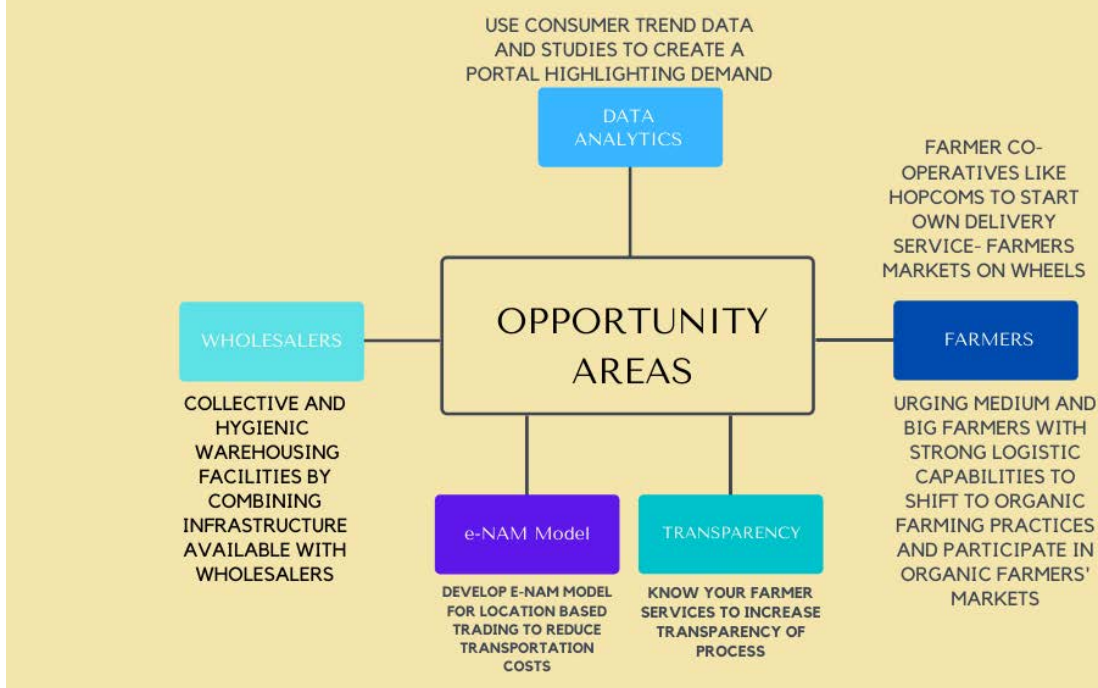 USE CONSUMER TREND DATA
AND STUDIES TO CREATE A
PORTAL HIGHLIGHTING DEMAND
DATA
ANALYTICS
FARMER CO-
OPERATIVES LIKE
HOPCOMS TO START
OWN DELIVERY
SERVICE- FARMERS
MARKETS ON WHEELS
OPPORTUNITY
AREAS
WHOLESALERS
FARMERS
COLLECTIVE AND
HYGIENIC
WAREHOUSING
FACILITIES BY
COMBINING
INFRASTRUCTURE
AVAILABLE WITH
WHOLESALERS
URGING MEDIUM AND
BIG FARMERS WITH
STRONG LOGISTIC
CAPABILITIES TO
SHIFT TO ORGANIC
FARMING PRACTICES
AND PARTICIPATE IN
ORGANIC FARMERS'
MARKETS
e-NAM Model
TRANSPARENCY
DEVELOP E-NAM MODEL
FOR LOCATION BASED
TRADING TO REDUCE
TRANSPORTATION
COSTS
KNOW YOUR FARMER
SERVICES TO INCREASE
TRANSPARENCY OF
PROCESS